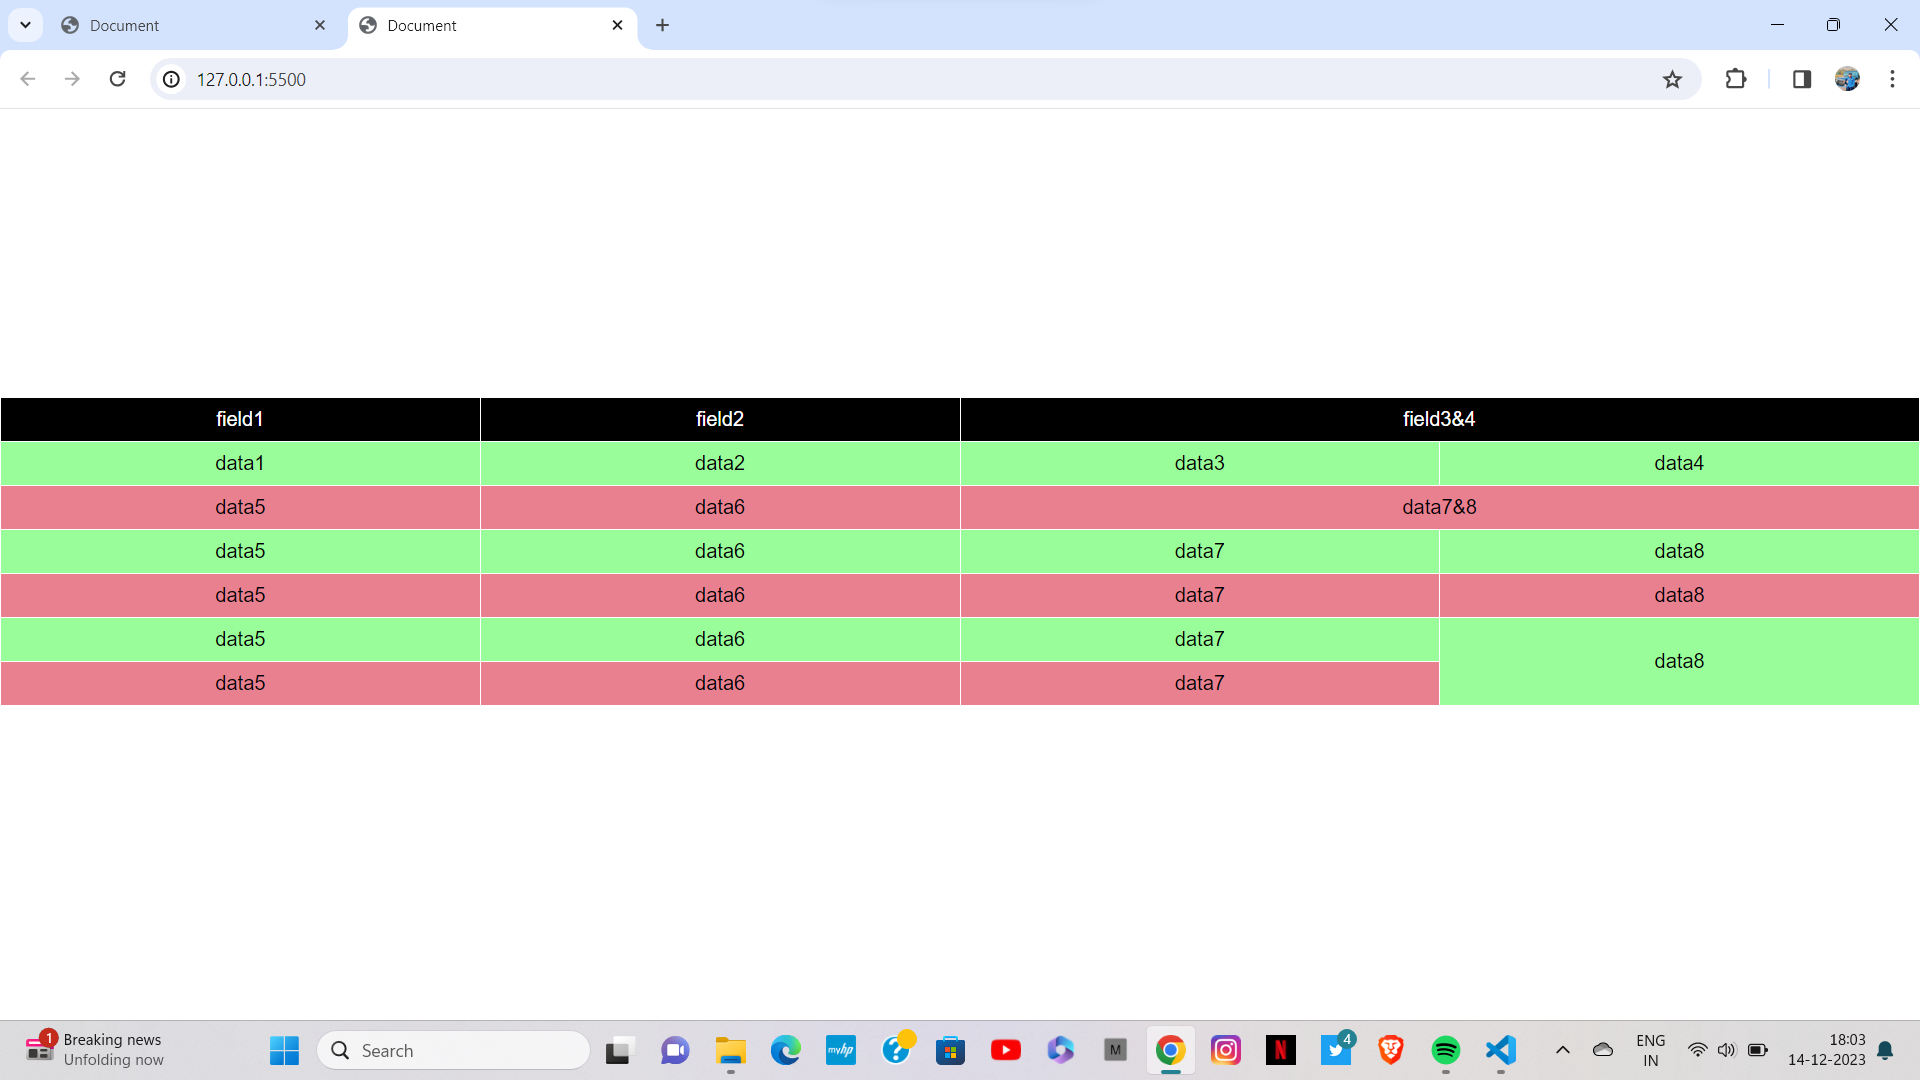 Document
Document
127.0.0.1:5500
field1 field2 field3&4
data1 data2 data3 data4
data5 data6 data7&8
data5 data6 data7 data8
data5 data6 data7 data8
data5 data6 data7 data8
data5 data6 data7
1
Breaking news
Unfolding now
Search
myhp
?
M
N
4
ENG
IN
18:03
14-12-2023